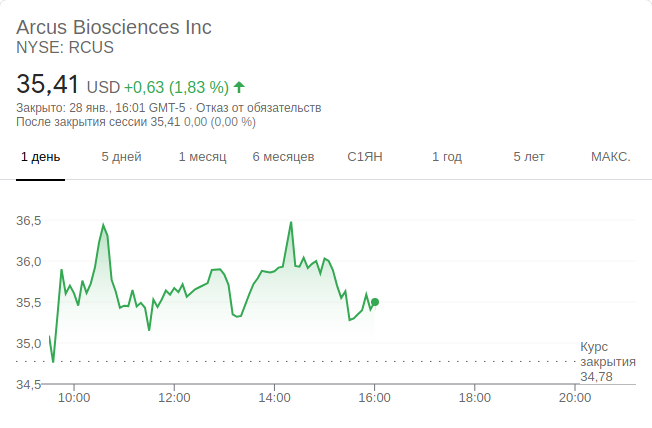 Arcus Biosciences Inc
NYSE: RCUS
35,41 USD +0,63 (1,83 %)
Закрыто: 28 янв., 16:01 GMT-5 · Отказ от обязательств
После закрытия сессии 35,41 0,00 (0,00 %)
1 день 5 дней 1 месяц 6 месяцев С1ЯН 1 год 5 лет МАКС.
36,5
36,0
35,5
35,0
Курс
закрытия
34,78
34,5
10:00 12:00 14:00 16:00 18:00 20:00